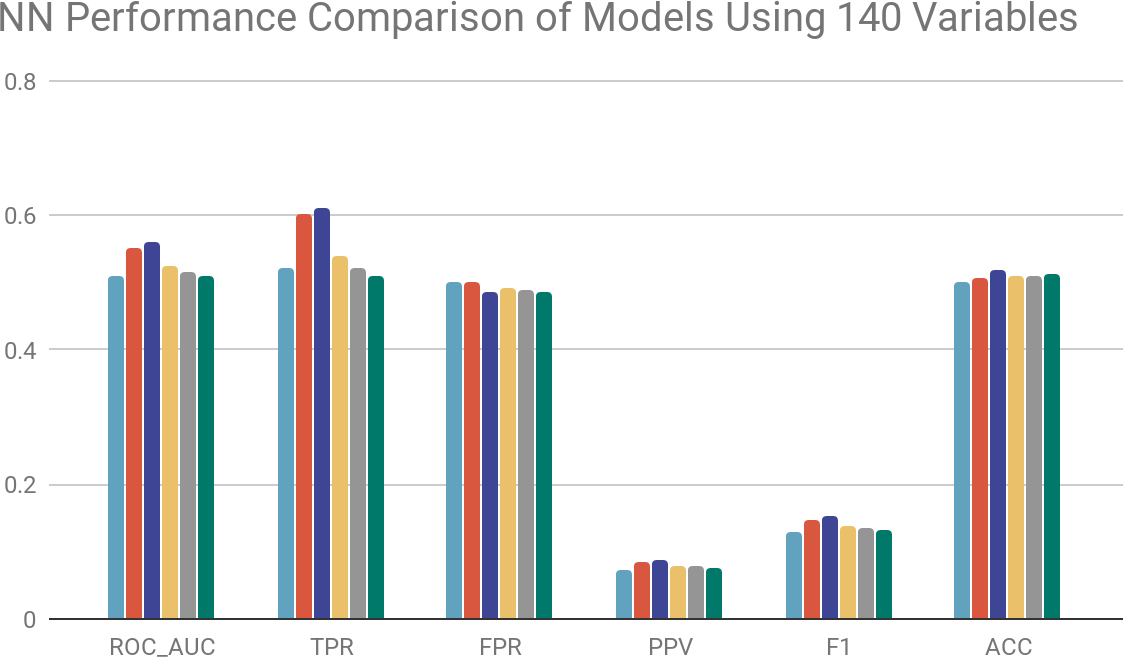 NN Performance Comparison of Models Using 140 Variables
0.8
0.6
0.4
0.2
0
ROC_AUC TPR FPR PPV F1 ACC